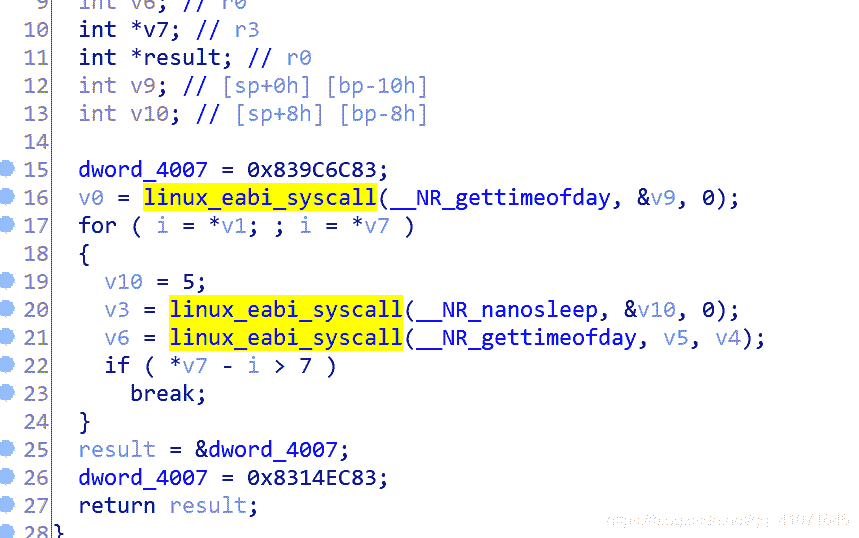 9 int v6; // r0
10 int *v7; // r3
11 int *result; // r0
12 int v9; // [sp+0h] [bp-10h]
13 int v10; // [sp+8h] [bp-8h]
14
15 dword_4007 = 0x839C6C83;
16 v0 = linux_eabi_syscall(__NR_gettimeofday, &v9, 0);
17 for ( i = *v1; ; i = *v7 )
18 {
19 v10 = 5;
20 v3 = linux_eabi_syscall(__NR_nanosleep, &v10, 0);
21 v6 = linux_eabi_syscall(__NR_gettimeofday, v5, v4);
22 if ( *v7 - i > 7 )
23 break;
24 }
25 result = &dword_4007;
26 dword_4007 = 0x8314EC83;
27 return result;
28 }